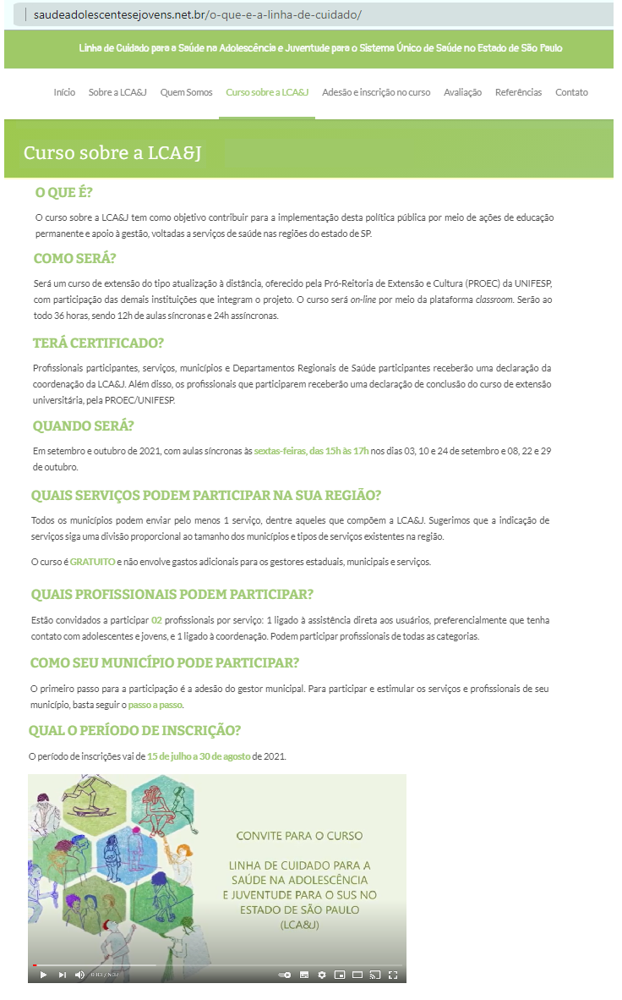 saudeadolescentesejovens.net.br/o-que-e-a-linha-de-cuidado/
Linha de Cuidado para a Saúde na Adolescência e Juventude para o Sistema Único de Saúde no Estado de São Paulo
Início Sobre a LCA&J Quem Somos Curso sobre a LCA&J Adesão e inscrição no curso Avaliação Referências Contato
Curso sobre a LCA&J
O QUE É?
O curso sobre a LCA&J tem como objetivo contribuir para a implementação desta política pública por meio de ações de educação
permanente e apoio à gestão, voltadas a serviços de saúde nas regiões do estado de SP.
COMO SERÁ?
Será um curso de extensão do tipo atualização à distância, oferecido pela Pró-Reitoria de Extensão e Cultura (PROEC) da UNIFESP,
com participação das demais instituições que integram o projeto. O curso será on-line por meio da plataforma classroom. Serão ao
todo 36 horas, sendo 12h de aulas síncronas e 24h assíncronas.
TERÁ CERTIFICADO?
Profissionais participantes, serviços, municípios e Departamentos Regionais de Saúde participantes receberão uma declaração da
coordenação da LCA&J. Além disso, os profissionais que participarem receberão uma declaração de conclusão do curso de extensão
universitária, pela PROEC/UNIFESP.
QUANDO SERÁ?
Em setembro e outubro de 2021, com aulas síncronas às sextas-feiras, das 15h às 17h nos dias 03, 10 e 24 de setembro e 08, 22 e 29
de outubro.
QUAIS SERVIÇOS PODEM PARTICIPAR NA SUA REGIÃO?
Todos os municípios podem enviar pelo menos 1 serviço, dentre aqueles que compõem a LCA&J. Sugerimos que a indicação de
serviços siga uma divisão proporcional ao tamanho dos municípios e tipos de serviços existentes na região.
O curso é GRATUITO e não envolve gastos adicionais para os gestores estaduais, municipais e serviços.
QUAIS PROFISSIONAIS PODEM PARTICIPAR?
Estão convidados a participar 02 profissionais por serviço: 1 ligado à assistência direta aos usuários, preferencialmente que tenha
contato com adolescentes e jovens, e 1 ligado à coordenação. Podem participar profissionais de todas as categorias.
COMO SEU MUNICÍPIO PODE PARTICIPAR?
O primeiro passo para a participação é a adesão do gestor municipal. Para participar e estimular os serviços e profissionais de seu
município, basta seguir o passo a passo.
QUAL O PERÍODO DE INSCRIÇÃO?
O período de inscrições vai de 15 de julho a 30 de agosto de 2021.
CONVITE PARA O CURSO
LINHA DE CUIDADO PARA A
SAÚDE NA ADOLESCÊNCIA
E JUVENTUDE PARA O SUS NO
ESTADO DE SÃO PAULO
(LCA&J)
0:03 / 5:37